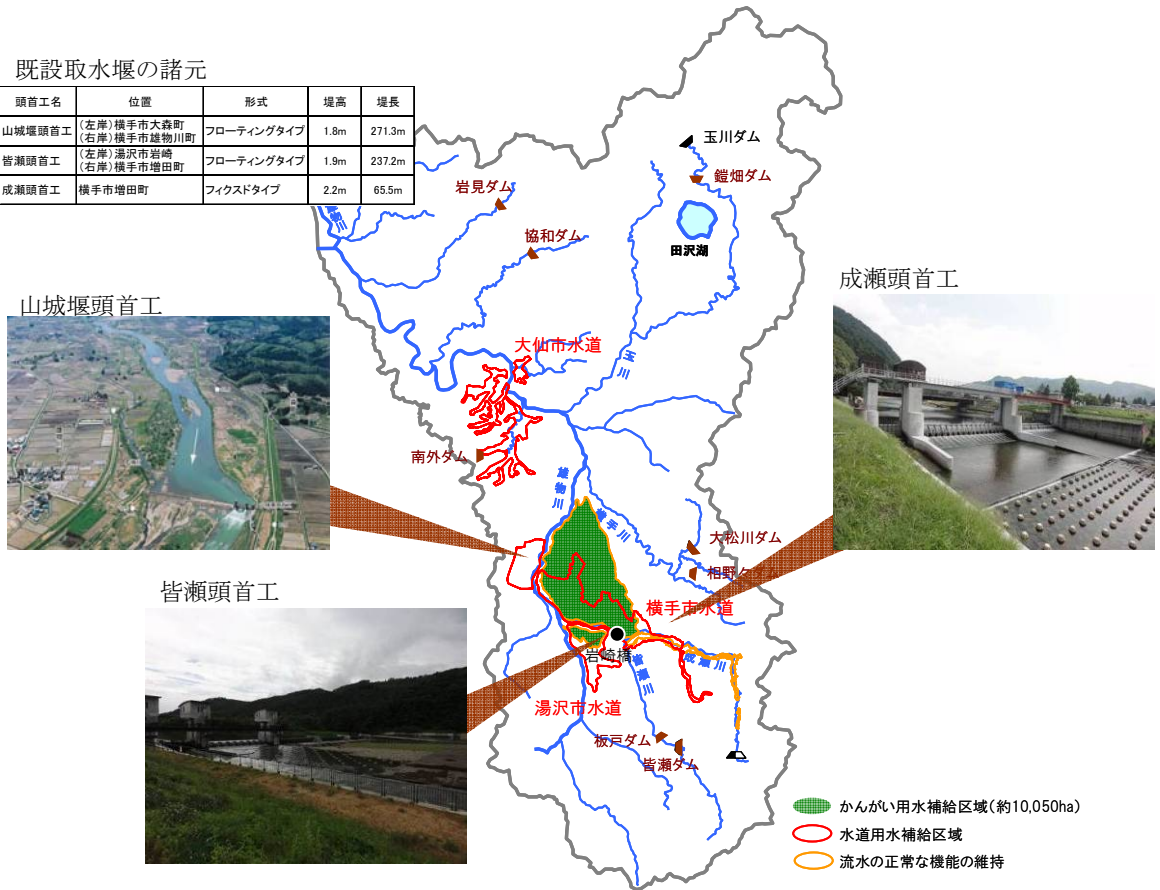 既設取水堰の諸元
頭首工名 位置 形式 堤高 堤長
山城堰頭首工 (左岸)横手市大森町 (右岸)横手市雄物川町 フローティングタイプ 1.8m 271.3m
皆瀬頭首工 (左岸)湯沢市岩崎 (右岸)横手市増田町 フローティングタイプ 1.9m 237.2m
成瀬頭首工 横手市増田町 フィクスドタイプ 2.2m 65.5m
玉川ダム
鎧畑ダム
岩見ダム
田沢湖
協和ダム
成瀬頭首工
山城堰頭首工
大仙市水道
玉川
南外ダム
雄物川
横手川
大松川ダム
相野々
横手市水道
皆瀬頭首工
岩崎橋
皆瀬川
成瀬川
湯沢市水道
板戸ダム
皆瀬ダム
かんがい用水補給区域(約10,050ha)
水道用水補給区域
流水の正常な機能の維持